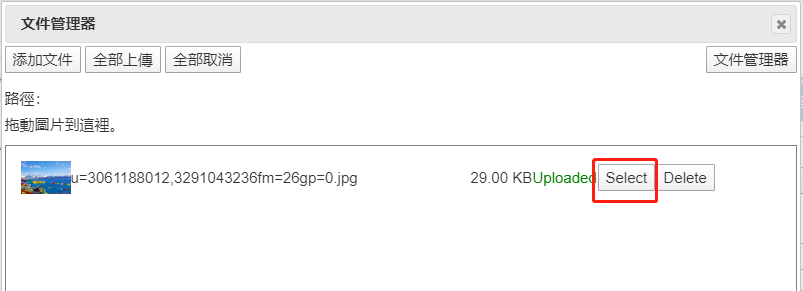 文件管理器
添加文件 全部上傳 全部取消 文件管理器
路徑:
拖動圖片到這裡。
u=3061188012,3291043236fm=26gp=0.jpg 29.00 KBUploaded Select Delete